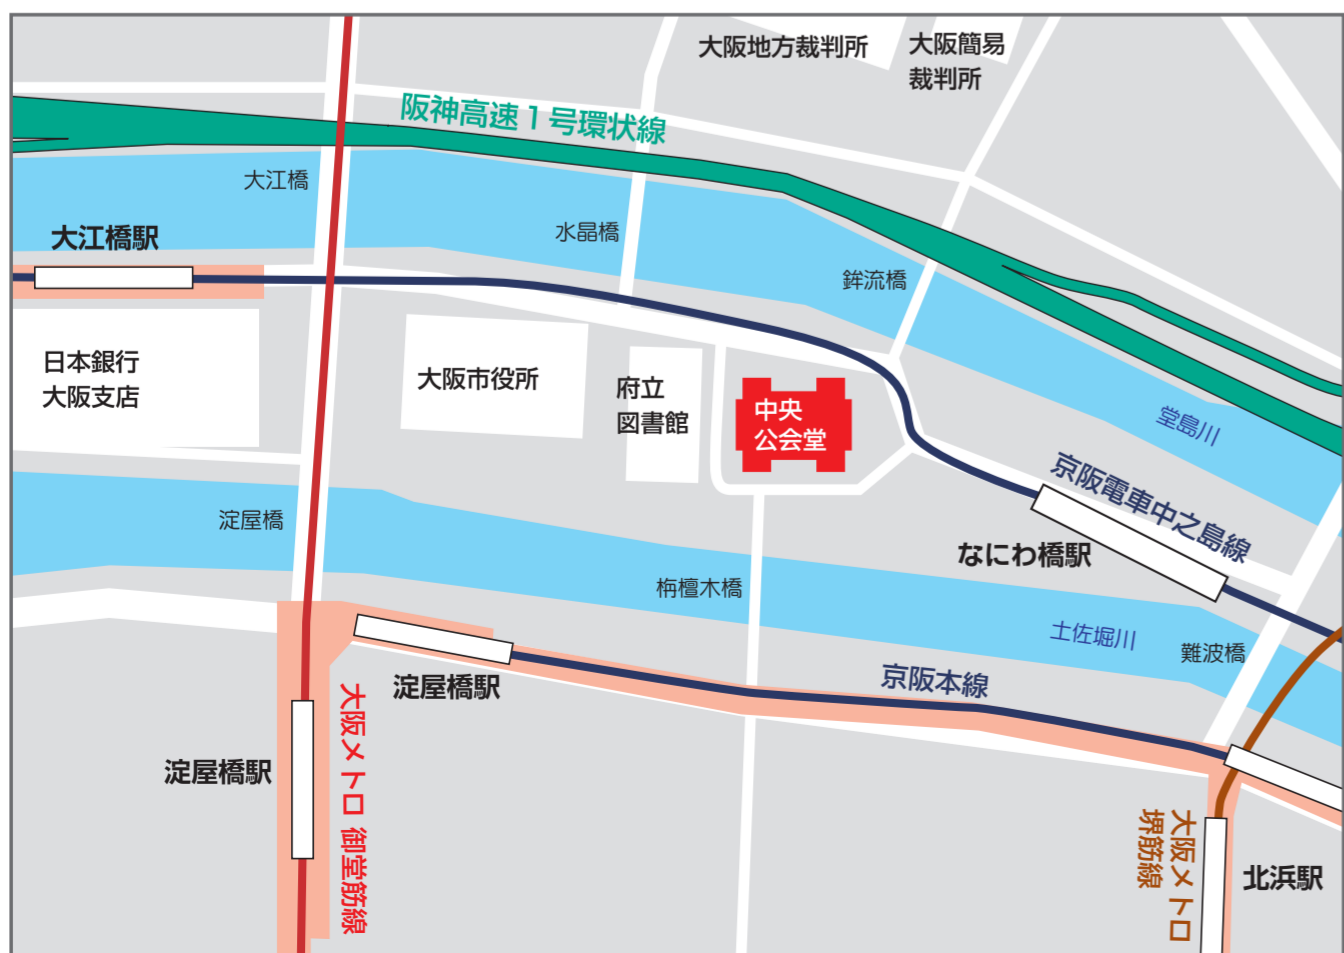 大阪地方裁判所
大阪簡易
裁判所
阪神高速1号環状線
大江橋
大江橋駅
水晶橋
鉾流橋
日本銀行
大阪支店
大阪市役所
府立
図書館
中央
公会堂
堂島川
京阪電車中之島線
淀屋橋
なにわ橋駅
栴檀木橋
土佐堀川
難波橋
淀屋橋駅
京阪本線
淀屋橋駅
大阪メトロ 御堂筋線
大阪メトロ
堺筋線
北浜駅